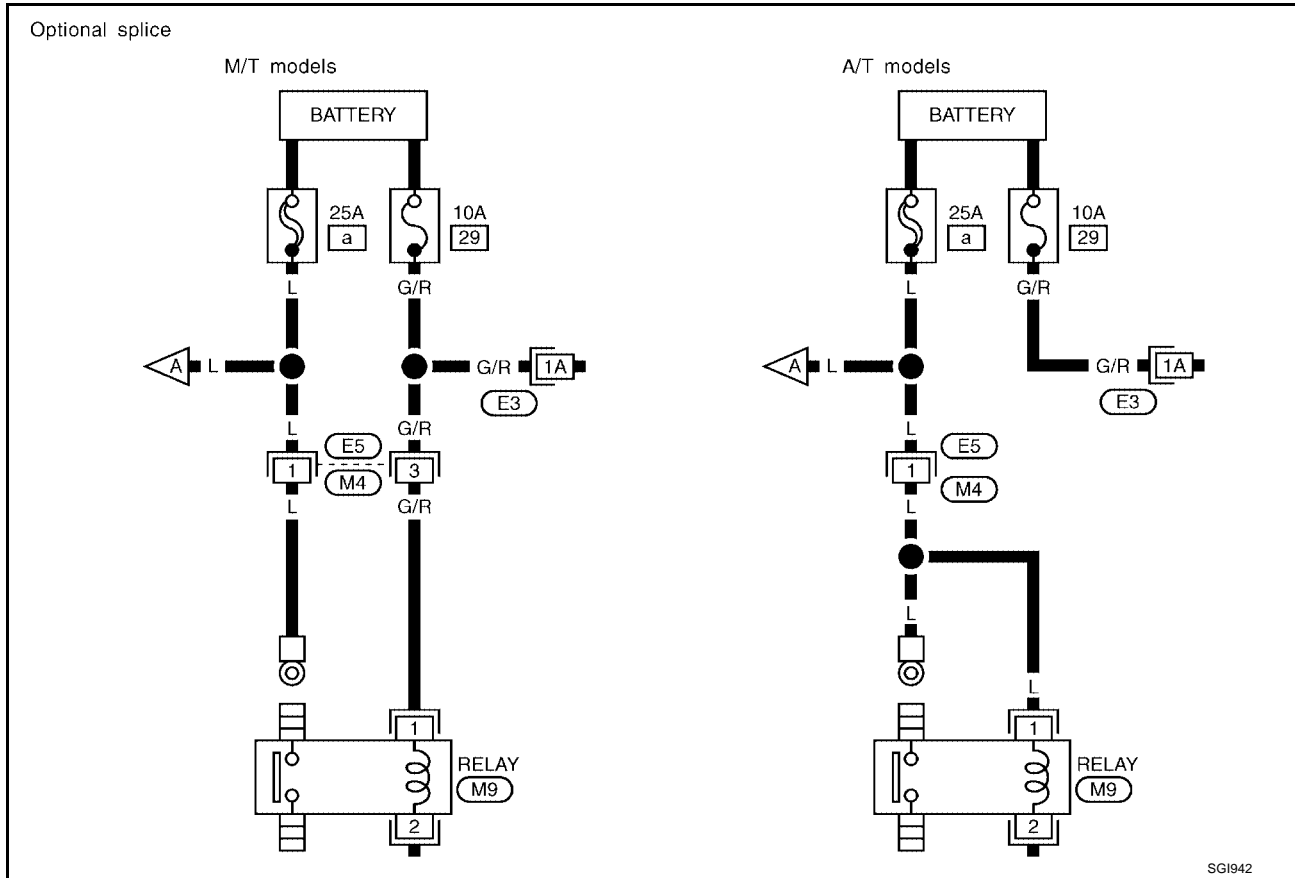 Optional splice
M/T models
BATTERY
25A
a
10A
29
L
G/R
A
L
G/R
1A
E3
L
G/R
1
E5
M4
3
L
G/R
1
RELAY
M9
2
A/T models
BATTERY
25A
a
10A
29
L
G/R
A
L
G/R
1A
E3
L
1
E5
M4
L
L
L
1
RELAY
M9
2
SGI942